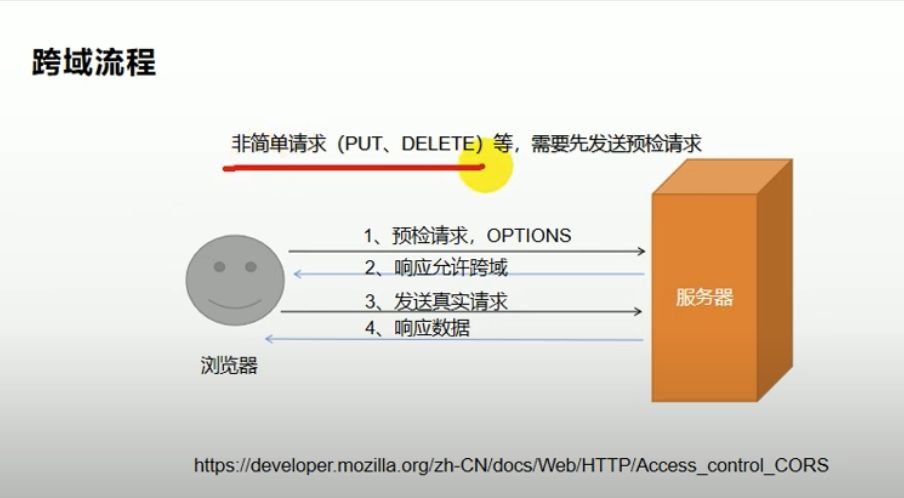 跨域流程
非简单请求（PUT、DELETE）等，需要先发送预检请求
1、预检请求，OPTIONS
2、响应允许跨域
3、发送真实请求
4、响应数据
服务器
浏览器
https://developer.mozilla.org/zh-CN/docs/Web/HTTP/Access_control_CORS